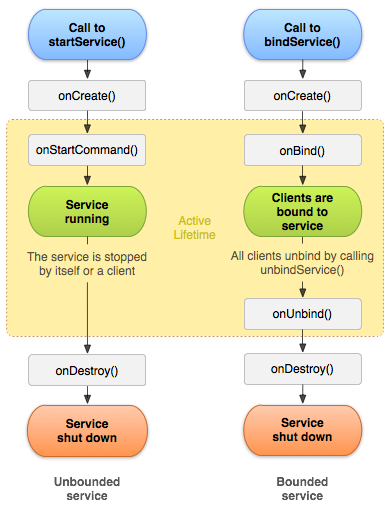 Call to
startService()
onCreate()
onStartCommand()
Service
running
The service is stopped
by itself or a client
onDestroy()
Service
shut down
Unbounded
service
Active
Lifetime
Call to
bindService()
onCreate()
onBind()
Clients are
bound to
service
All clients unbind by calling
unbindService()
onUnbind()
onDestroy()
Service
shut down
Bounded
service